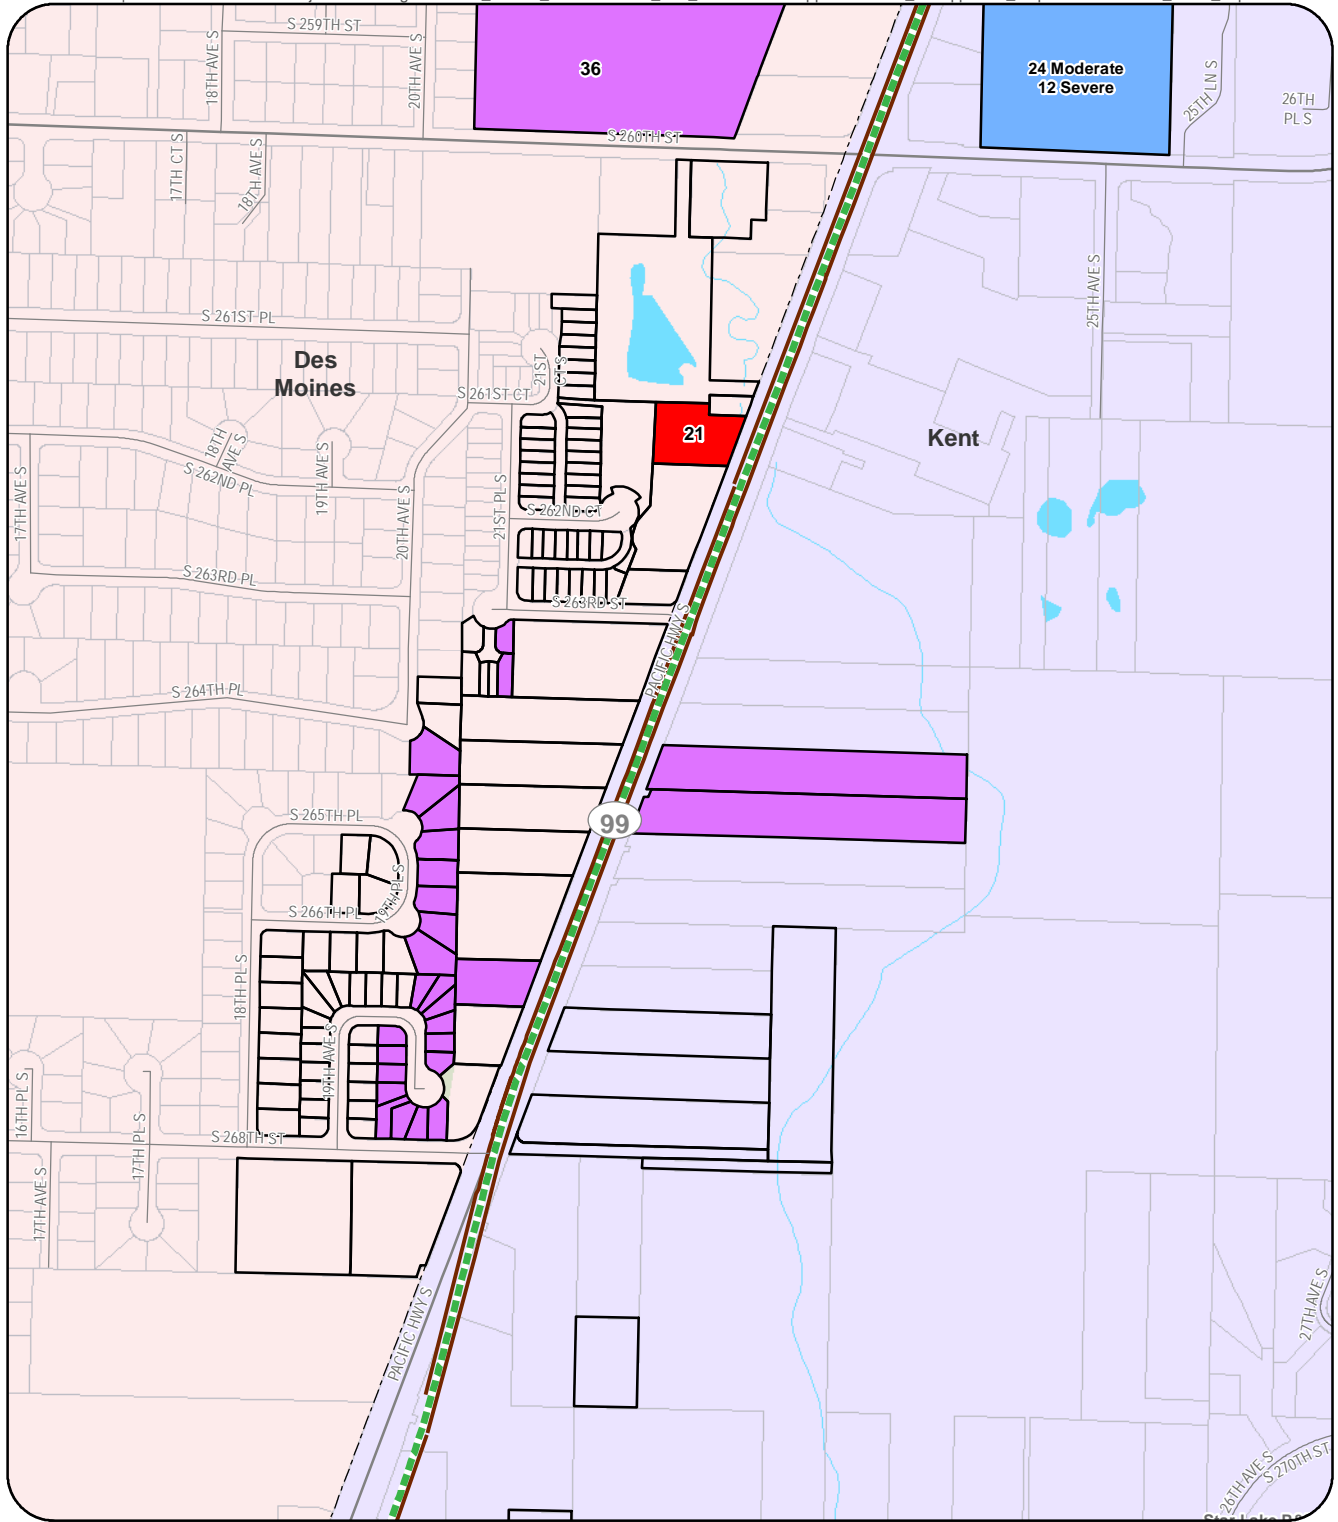 S 259TH ST
18TH AVE S
20TH AVE S
36
24 Moderate
12 Severe
25TH LN S
26TH
PL S
S 260TH ST
17TH CT S
18TH AVE S
25TH AVE S
S 261ST PL
Des
Moines
21ST
CT S
S 261ST CT
21
Kent
18TH
AVE S
19TH AVE S
S 262ND PL
17TH AVE S
20TH AVE S
21ST PL S
S 262ND CT
S 263RD PL
S 263RD ST
PACIFIC HWY S
S 264TH PL
S 265TH PL
99
19TH PL S
S 266TH PL
18TH PL S
19TH AVE S
16TH PL S
17TH PL S
S 268TH ST
17TH AVE S
PACIFIC HWY S
27TH AVE S
26TH AVE S
S 270TH ST